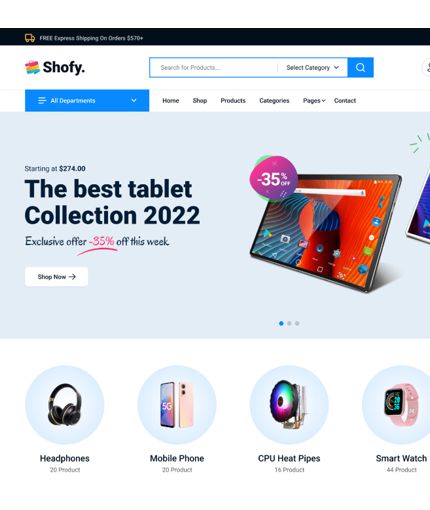 FREE Express Shipping On Orders $570+
Shofy.
Search for Products...
Select Category
All Departments
Home
Shop
Products
Categories
Pages
Contact
Starting at $274.00
The best tablet
Collection 2022
Exclusive offer -35% off this week
Shop Now
-35%
OFF
5G
Headphones
20 Product
Mobile Phone
20 Product
CPU Heat Pipes
16 Product
Smart Watch
44 Product